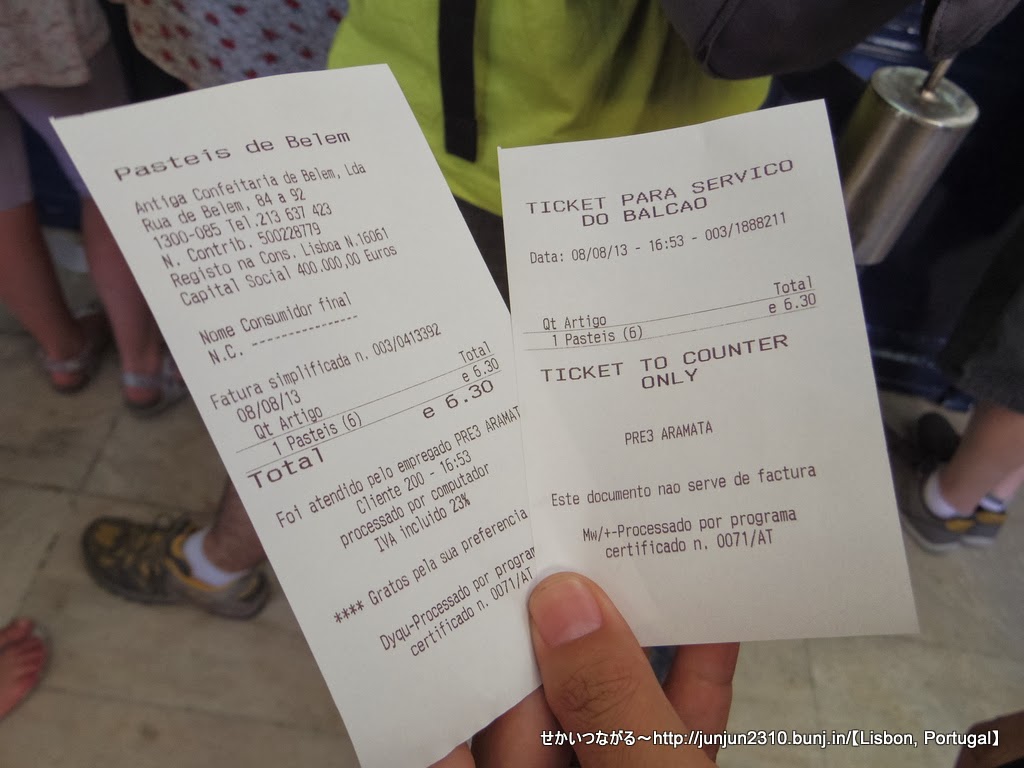 Pasteis de Belem
Antiga Confeitaria de Belem, Lda
Rua de Belem, 84 a 92
1300-085 Tel.213 637 423
N. Contrib. 500228779
Registo na Cons. Lisboa N.16061
Capital Social 400.000,00 Euros
Nome Consumidor final
N.C. ---------------
Fatura simplificada n. 003/0413392
08/08/13
Qt Artigo Total
1 Pasteis (6) e 6.30
Total e 6.30
Foi atendido pelo empregado PRE3 ARAMAT
Cliente 200 - 16:53
processado por computador
IVA incluido 23%
**** Gratos pela sua preferencia
Dyqu-Processado por program
certificado n. 0071/AT
TICKET PARA SERVICO
DO BALCAO
Data: 08/08/13 - 16:53 - 003/1888211
Qt Artigo Total
1 Pasteis (6) e 6.30
TICKET TO COUNTER
ONLY
PRE3 ARAMATA
Este documento nao serve de factura
Mw/+-Processado por programa
certificado n. 0071/AT
せかいつながる～http://junjun2310.bunj.in/【Lisbon, Portugal】